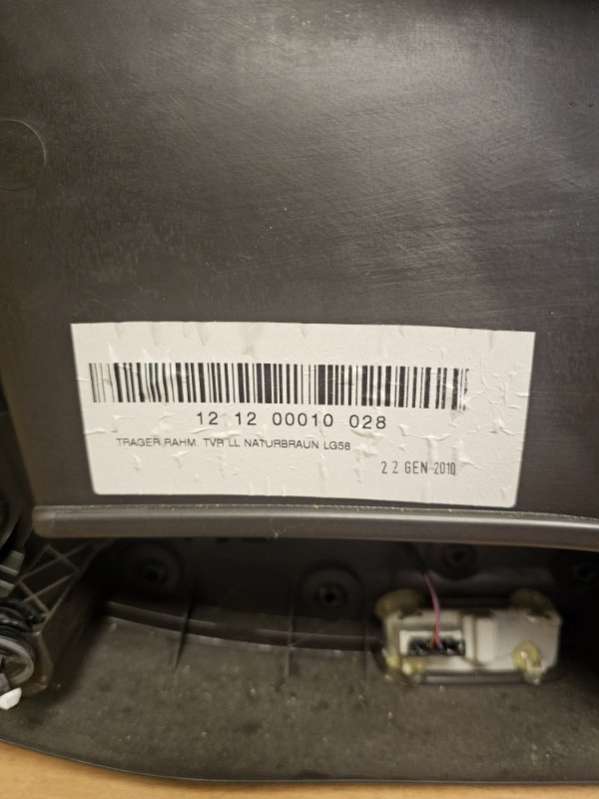 12 12 00010 028
TRAGER RAHM. TVR LL NATURBRAUN LG58
22 GEN 2010